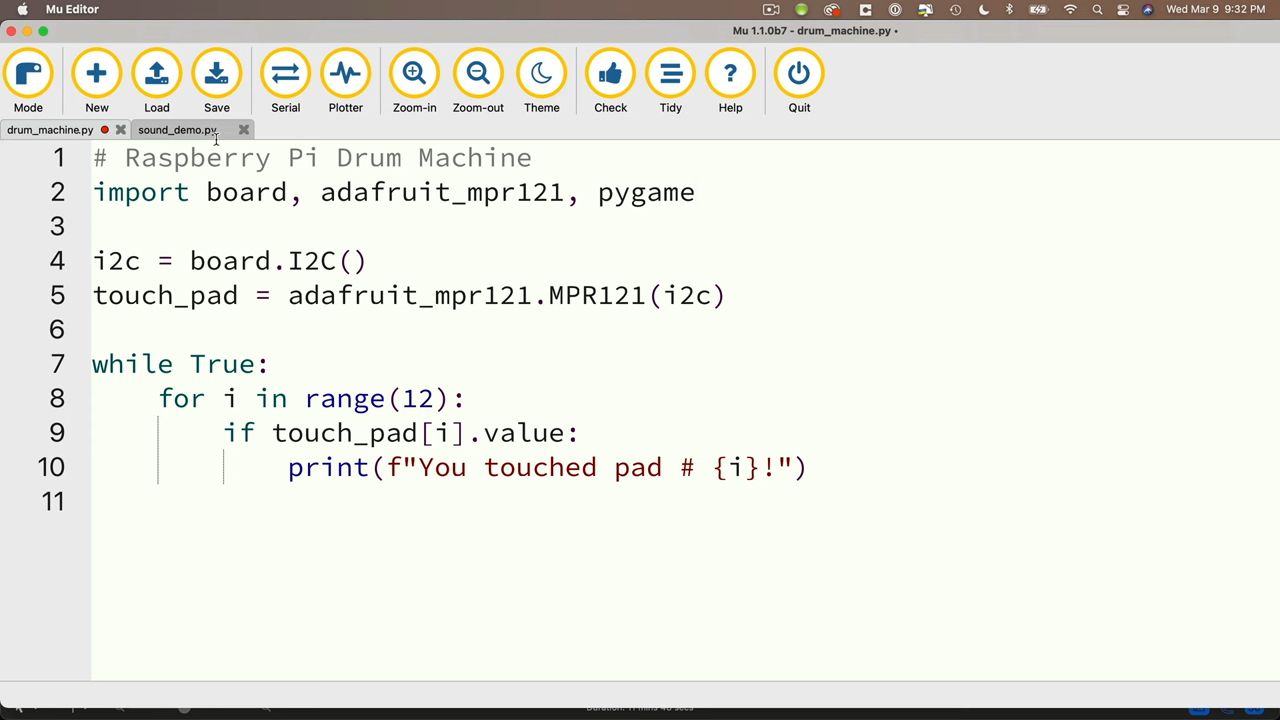 Mu Editor
Wed Mar 9 9:32 PM
Mu 1.1.0b7 - drum_machine.py •
Mode New Load Save Serial Plotter Zoom-in Zoom-out Theme Check Tidy Help Quit
drum_machine.py sound_demo.py
1 # Raspberry Pi Drum Machine
2 import board, adafruit_mpr121, pygame
3
4 i2c = board.I2C()
5 touch_pad = adafruit_mpr121.MPR121(i2c)
6
7 while True:
8 for i in range(12):
9 if touch_pad[i].value:
10 print(f"You touched pad # {i}!")
11